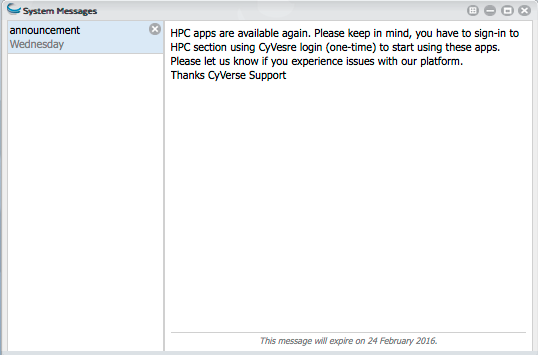 System Messages
announcement
Wednesday
HPC apps are available again. Please keep in mind, you have to sign-in to
HPC section using CyVesre login (one-time) to start using these apps.
Please let us know if you experience issues with our platform.
Thanks CyVerse Support
This message will expire on 24 February 2016.